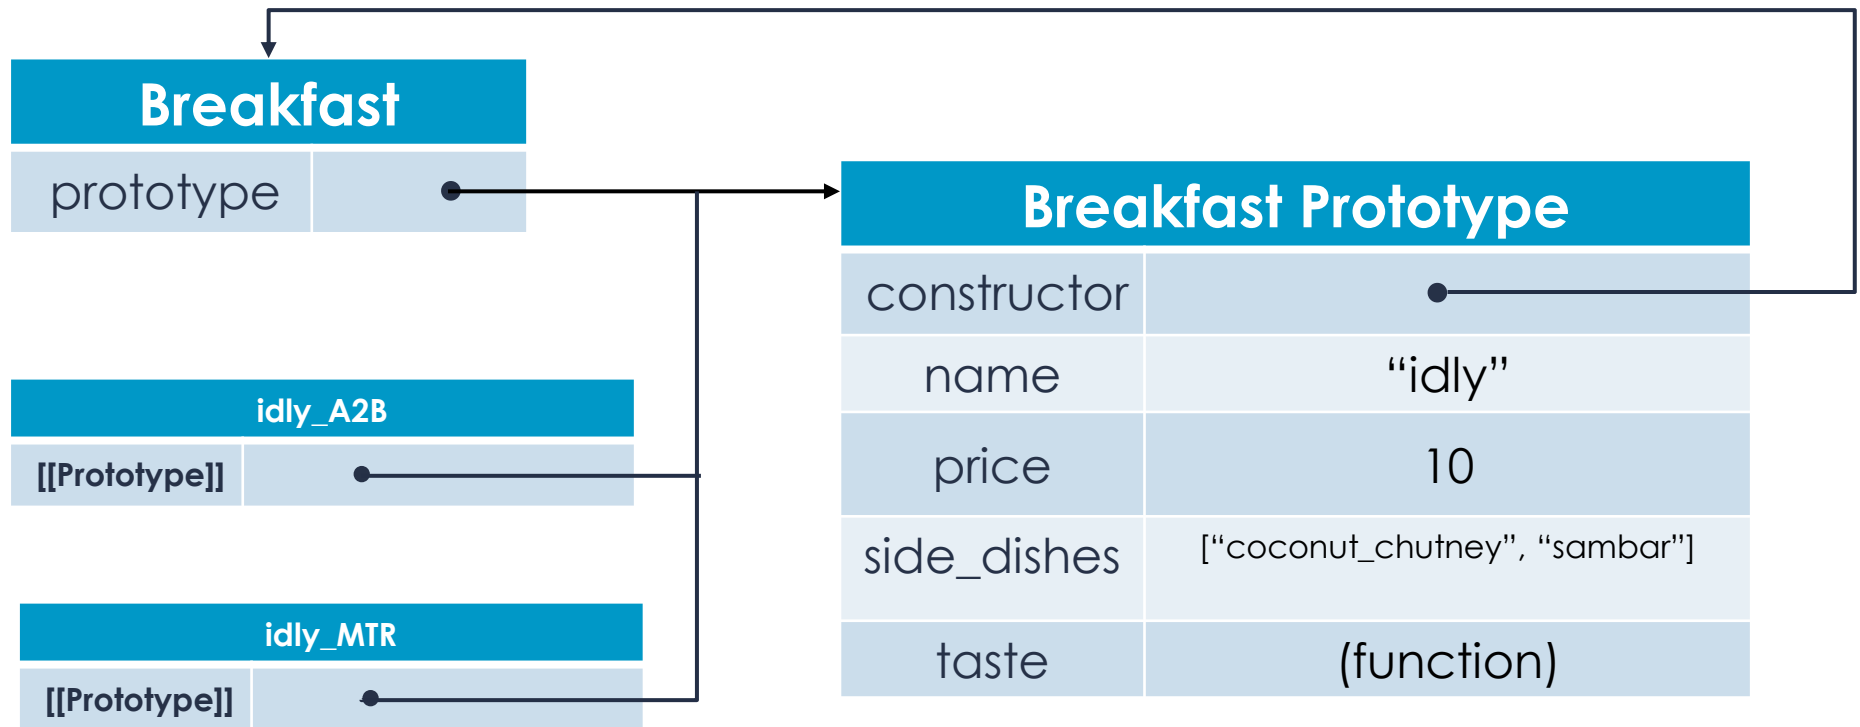 Breakfast
prototype
Breakfast Prototype
constructor
name “idly”
price 10
side_dishes [“coconut_chutney”, “sambar”]
taste (function)
idly_A2B
[[Prototype]]
idly_MTR
[[Prototype]]